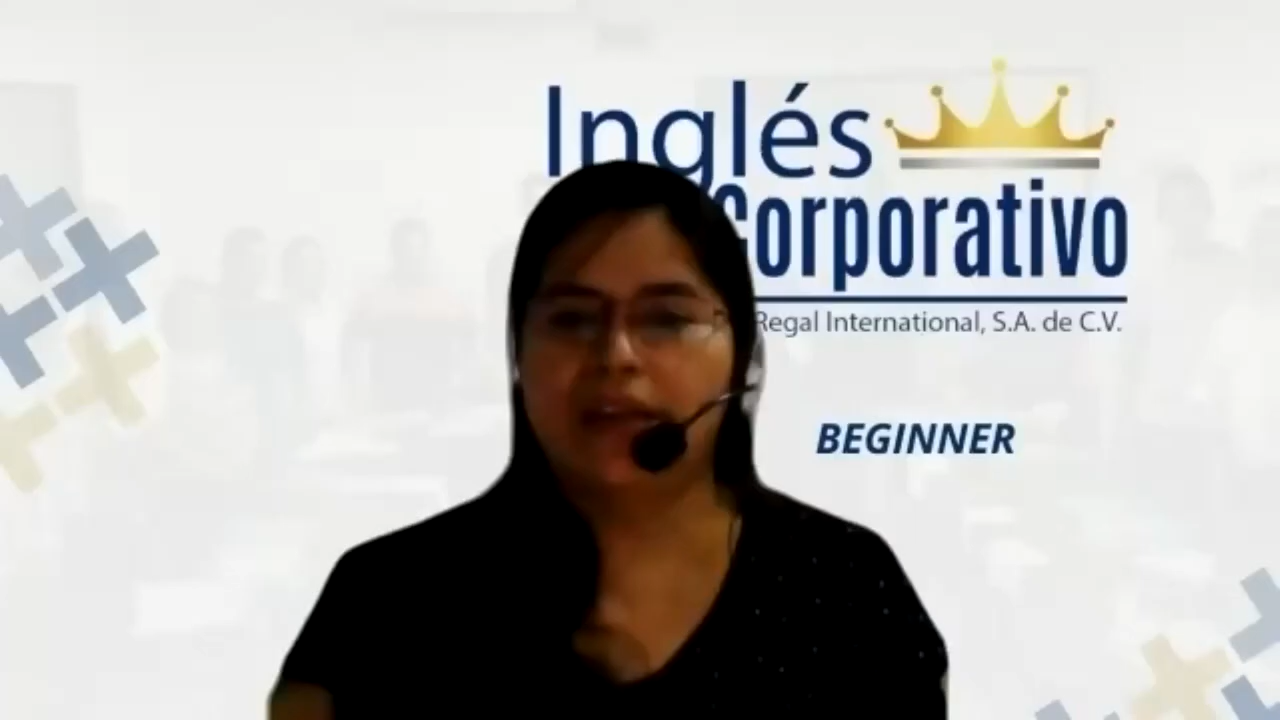 Inglés
Corporativo
Regal International, S.A. de C.V.
BEGINNER